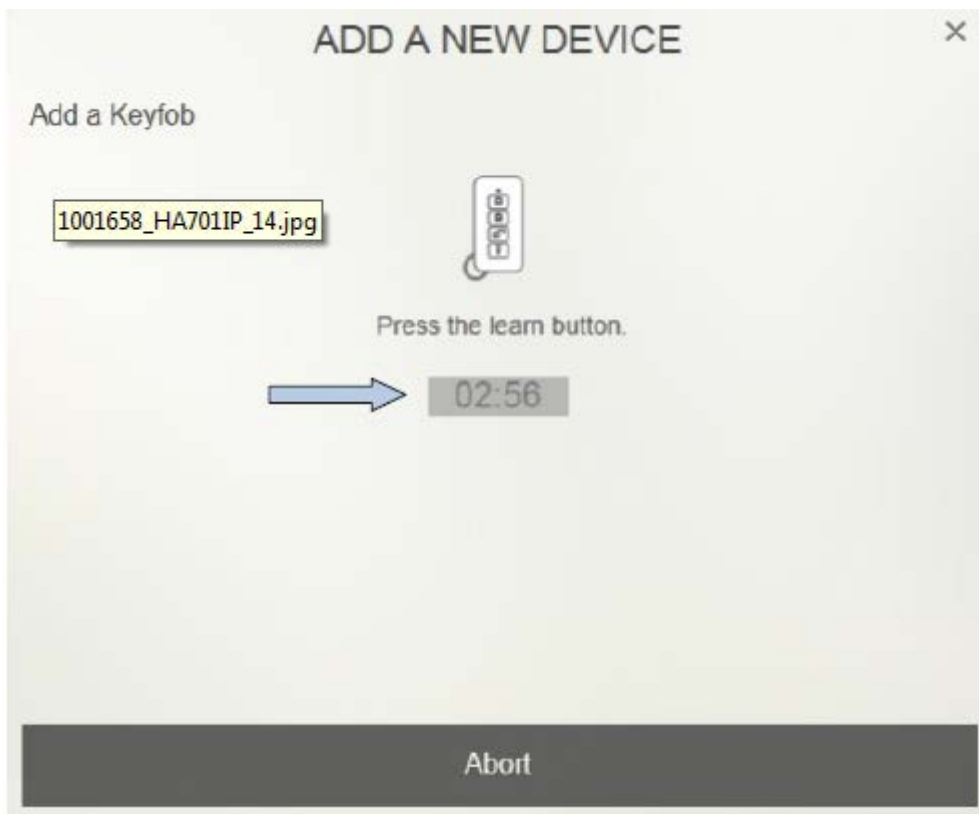 ADD A NEW DEVICE
Add a Keyfob
1001658_HA701IP_14.jpg
Press the learn button.
02:56
Abort